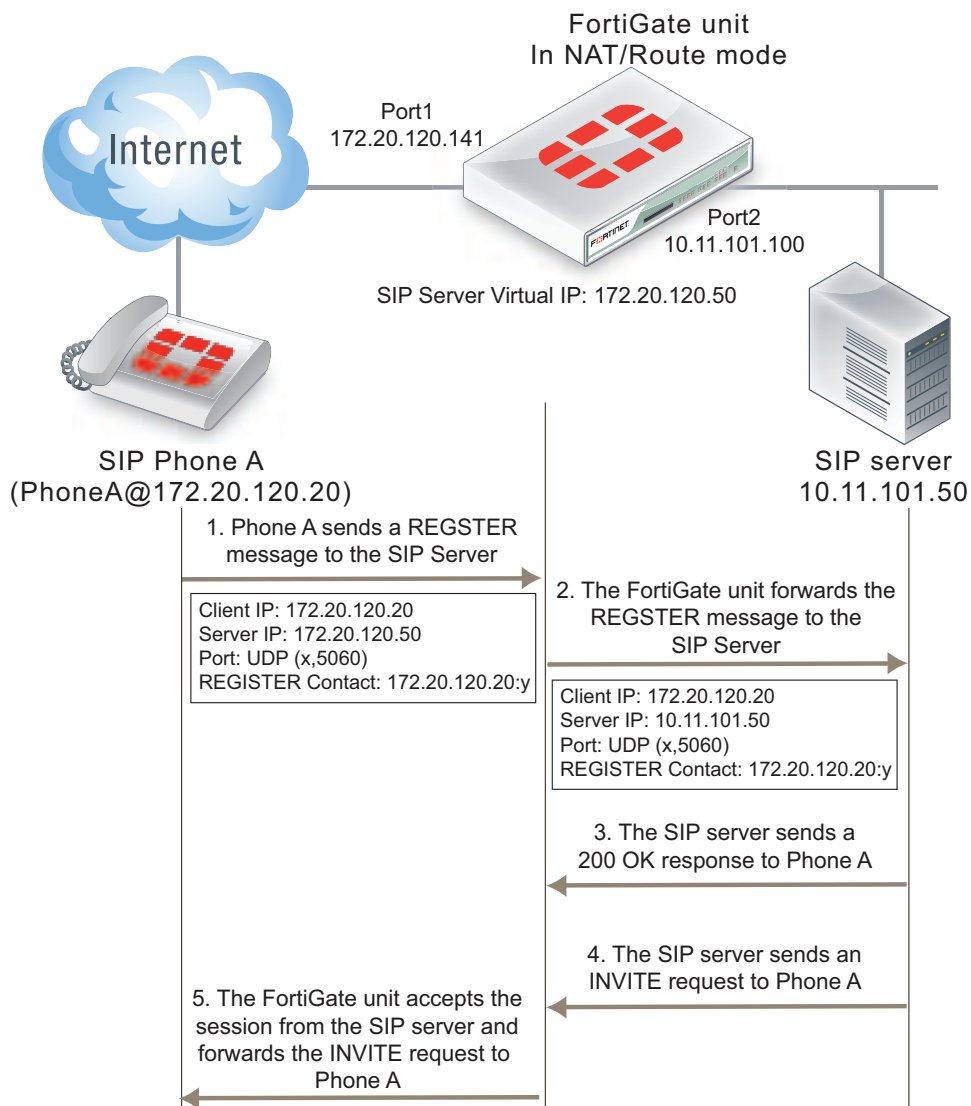 FortiGate unit
In NAT/Route mode
Port1
172.20.120.141
Internet
FORTINET
Port2
10.11.101.100
SIP Server Virtual IP: 172.20.120.50
SIP Phone A
(PhoneA@172.20.120.20)
SIP server
10.11.101.50
1. Phone A sends a REGSTER
message to the SIP Server
Client IP: 172.20.120.20
Server IP: 172.20.120.50
Port: UDP (x,5060)
REGISTER Contact: 172.20.120.20:y
2. The FortiGate unit forwards the
REGSTER message to the
SIP Server
Client IP: 172.20.120.20
Server IP: 10.11.101.50
Port: UDP (x,5060)
REGISTER Contact: 172.20.120.20:y
3. The SIP server sends a
200 OK response to Phone A
4. The SIP server sends an
INVITE request to Phone A
5. The FortiGate unit accepts the
session from the SIP server and
forwards the INVITE request to
Phone A